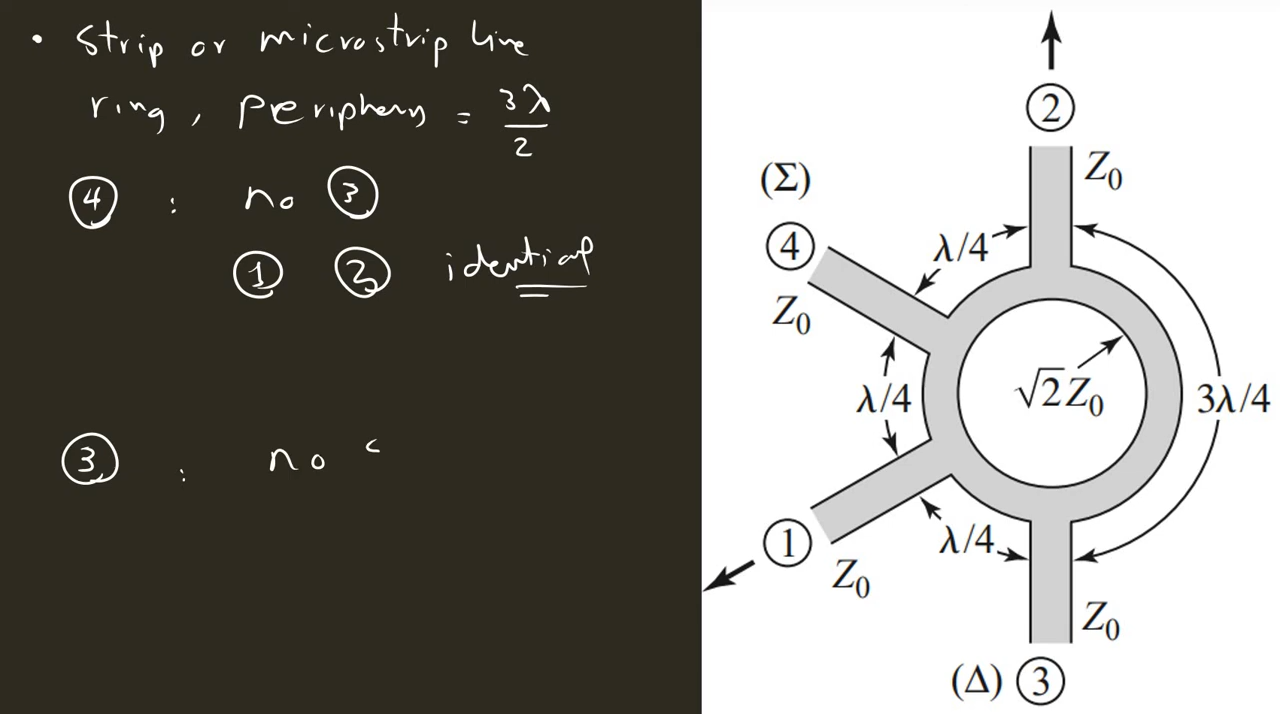 • Strip or microstrip line
ring, periphery = 3λ/2
④ : no ③
① ② identical
③ : no
②
Z₀
(Σ)
④
λ/4
Z₀
λ/4
√2Z₀
3λ/4
①
λ/4
Z₀
Z₀
(Δ) ③